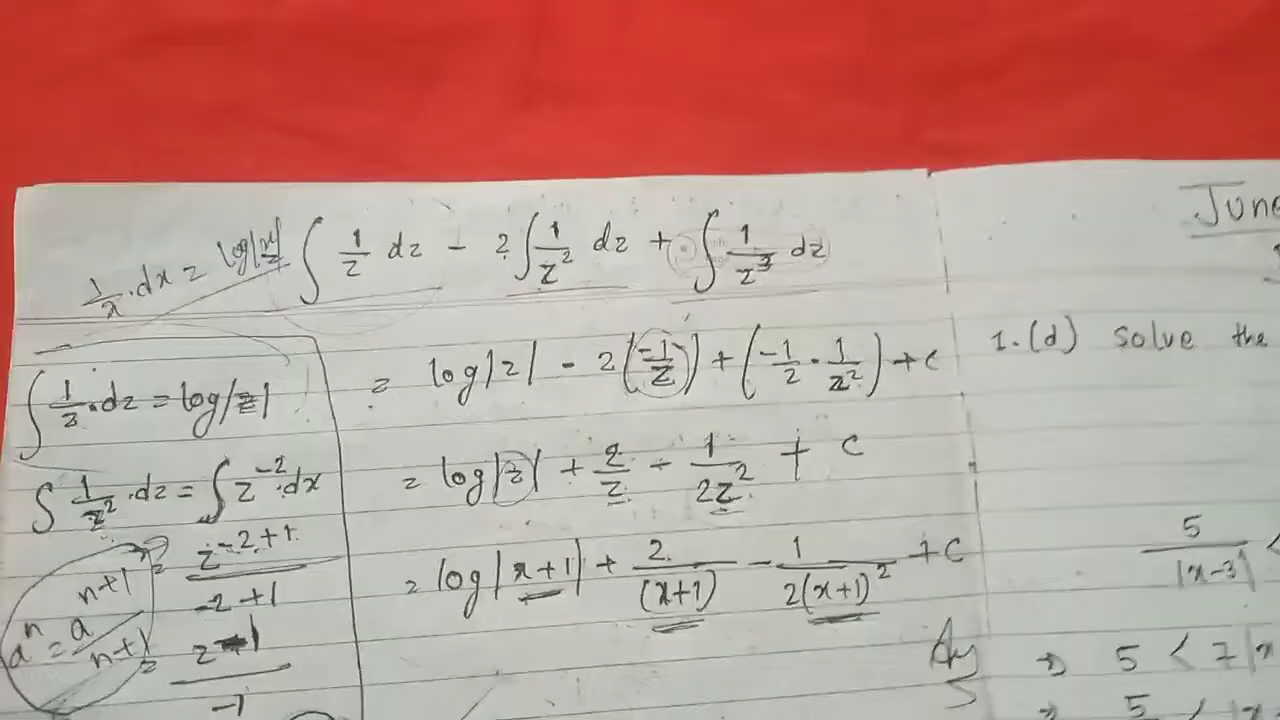 1/x . dx = log|x| ∫ 1/z dz - 2∫ 1/z² dz + ∫ 1/z³ dz
= log|z| - 2(-1/z) + (-1/2 . 1/z²) + c
= log|z| + 2/z - 1/2z² + c
= log|x+1| + 2/(x+1) - 1/2(x+1)² + c
∫ 1/z . dz = log|z|
∫ 1/z² . dz = ∫ z⁻² . dx
= z⁻²⁺¹/-2+1
= z⁻¹/-1
aⁿ = aⁿ⁺¹/n+1
June
1. (d) Solve the
5/|x-3| <
⇒ 5 < 7|x
⇒ 5 < |x